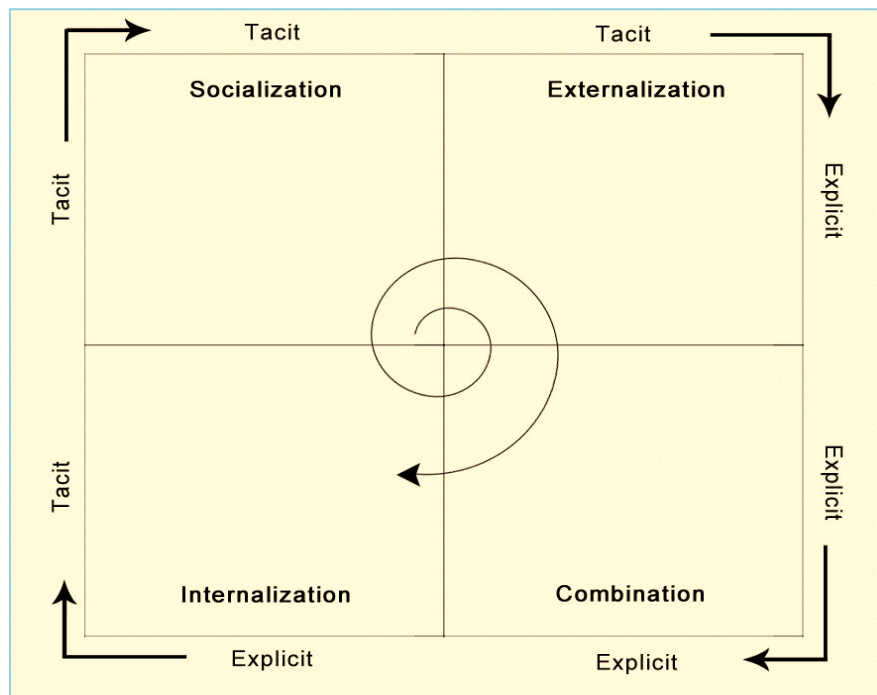 Tacit
Tacit
Socialization
Externalization
Tacit
Explicit
Tacit
Explicit
Internalization
Combination
Explicit
Explicit